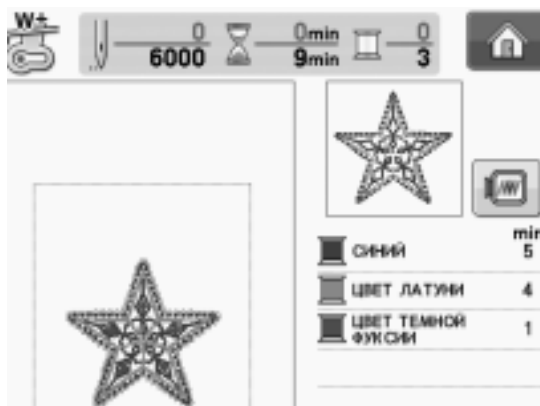 W±
0 0min 0
6000 9min 3
min
СИНИЙ 5
ЦВЕТ ЛАТУНИ 4
ЦВЕТ ТЕМНОЙ
ФУКСИИ 1